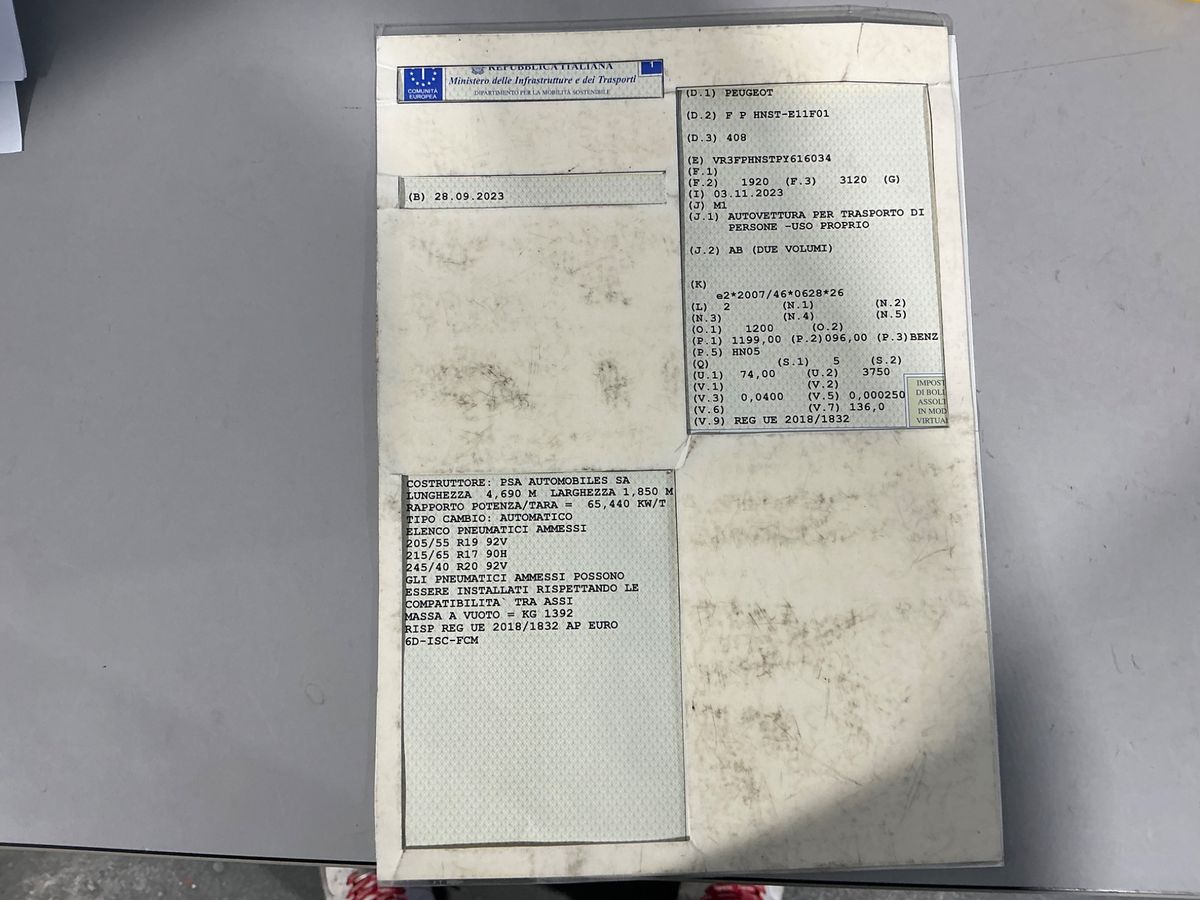 COMUNITÀ
EUROPEA
REPUBBLICA ITALIANA
Ministero delle Infrastrutture e dei Trasporti
DIPARTIMENTO PER LA MOBILITÀ SOSTENIBILE
(B) 28.09.2023
(D.1) PEUGEOT
(D.2) F P HNST-E11F01
(D.3) 408
(E) VR3FPHNSTPY616034
(F.1)
(F.2) 1920 (F.3) 3120 (G)
(I) 03.11.2023
(J) M1
(J.1) AUTOVETTURA PER TRASPORTO DI
PERSONE -USO PROPRIO
(J.2) AB (DUE VOLUMI)
(K)
e2*2007/46*0628*26
(L) 2 (N.1) (N.2)
(N.3) (N.4) (N.5)
(O.1) 1200 (O.2)
(P.1) 1199,00 (P.2)096,00 (P.3)BENZ
(P.5) HN05
(Q) (S.1) 5 (S.2)
(U.1) 74,00 (U.2) 3750
(V.1) (V.2)
(V.3) 0,0400 (V.5) 0,000250
(V.6) (V.7) 136,0
(V.9) REG UE 2018/1832
IMPOST
DI BOLL
ASSOLT
IN MOD
VIRTUA
COSTRUTTORE: PSA AUTOMOBILES SA
LUNGHEZZA 4,690 M LARGHEZZA 1,850 M
RAPPORTO POTENZA/TARA = 65,440 KW/T
TIPO CAMBIO: AUTOMATICO
ELENCO PNEUMATICI AMMESSI
205/55 R19 92V
215/65 R17 90H
245/40 R20 92V
GLI PNEUMATICI AMMESSI POSSONO
ESSERE INSTALLATI RISPETTANDO LE
COMPATIBILITA` TRA ASSI
MASSA A VUOTO = KG 1392
RISP REG UE 2018/1832 AP EURO
6D-ISC-FCM